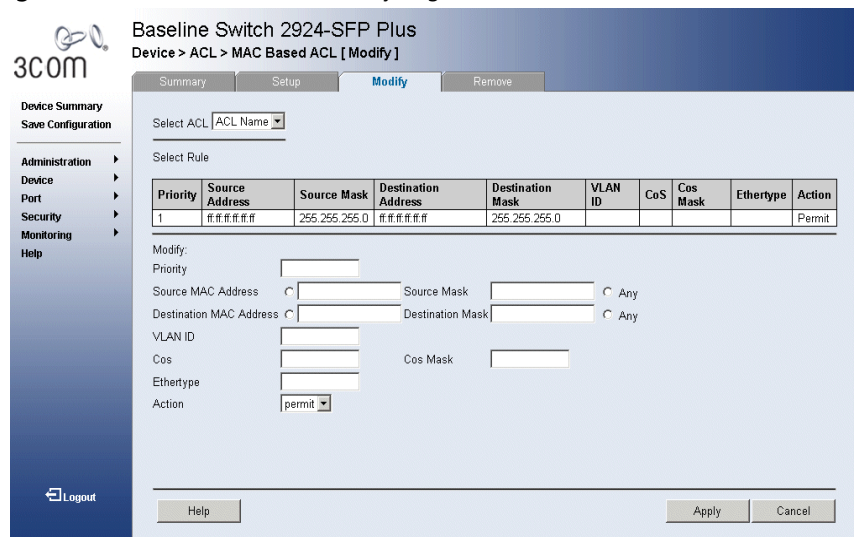 3com
Baseline Switch 2924-SFP Plus
Device > ACL > MAC Based ACL [ Modify ]
Summary Setup Modify Remove
Device Summary
Save Configuration
Administration
Device
Port
Security
Monitoring
Help
Logout
Select ACL ACL Name
Select Rule
Priority Source Address Source Mask Destination Address Destination Mask VLAN ID CoS Cos Mask Ethertype Action
1 ff.ff.ff.ff.ff.ff 255.255.255.0 ff.ff.ff.ff.ff.ff 255.255.255.0 Permit
Modify:
Priority
Source MAC Address Source Mask Any
Destination MAC Address Destination Mask Any
VLAN ID
Cos Cos Mask
Ethertype
Action permit
Help Apply Cancel